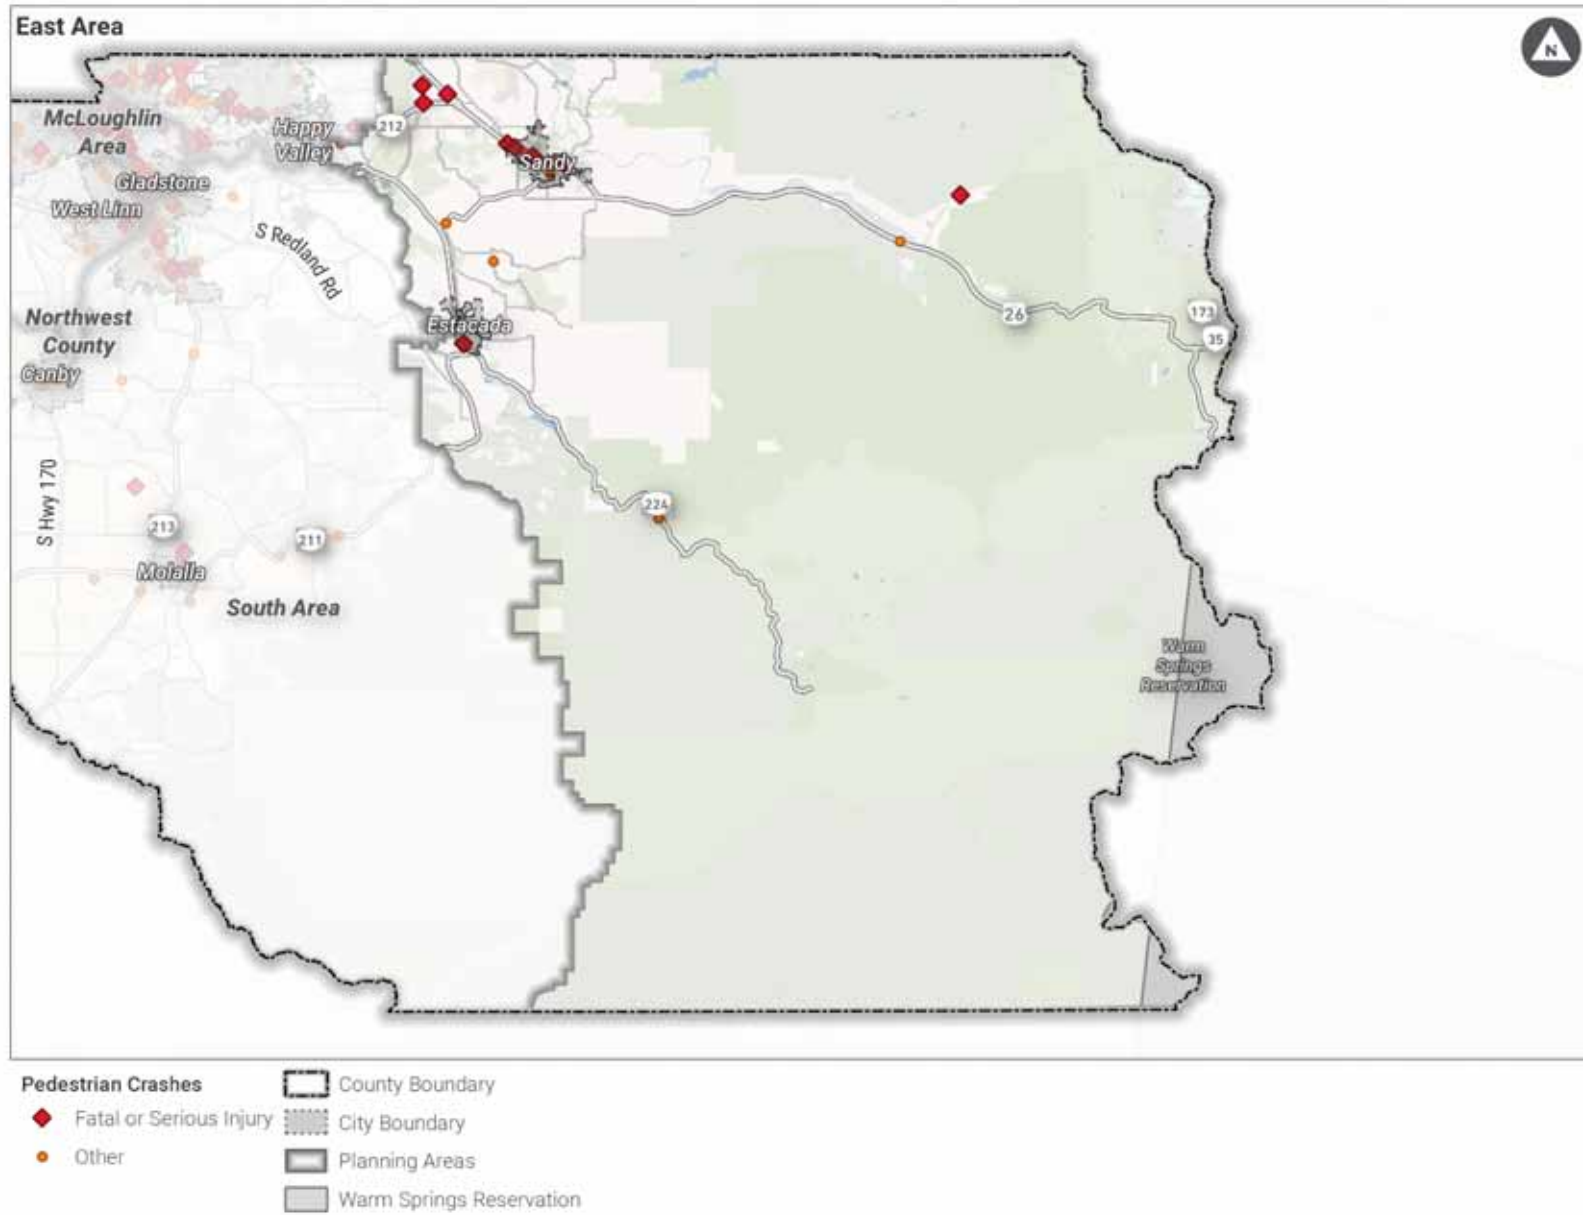 East Area
N
McLoughlin
Area
Happy
Valley
212
Sandy
Gladstone
West Linn
S Redland Rd
Northwest
County
Canby
Estacada
26
173
35
S Hwy 170
213
211
224
Molalla
South Area
Warm
Springs
Reservation
Pedestrian Crashes
Fatal or Serious Injury
Other
County Boundary
City Boundary
Planning Areas
Warm Springs Reservation